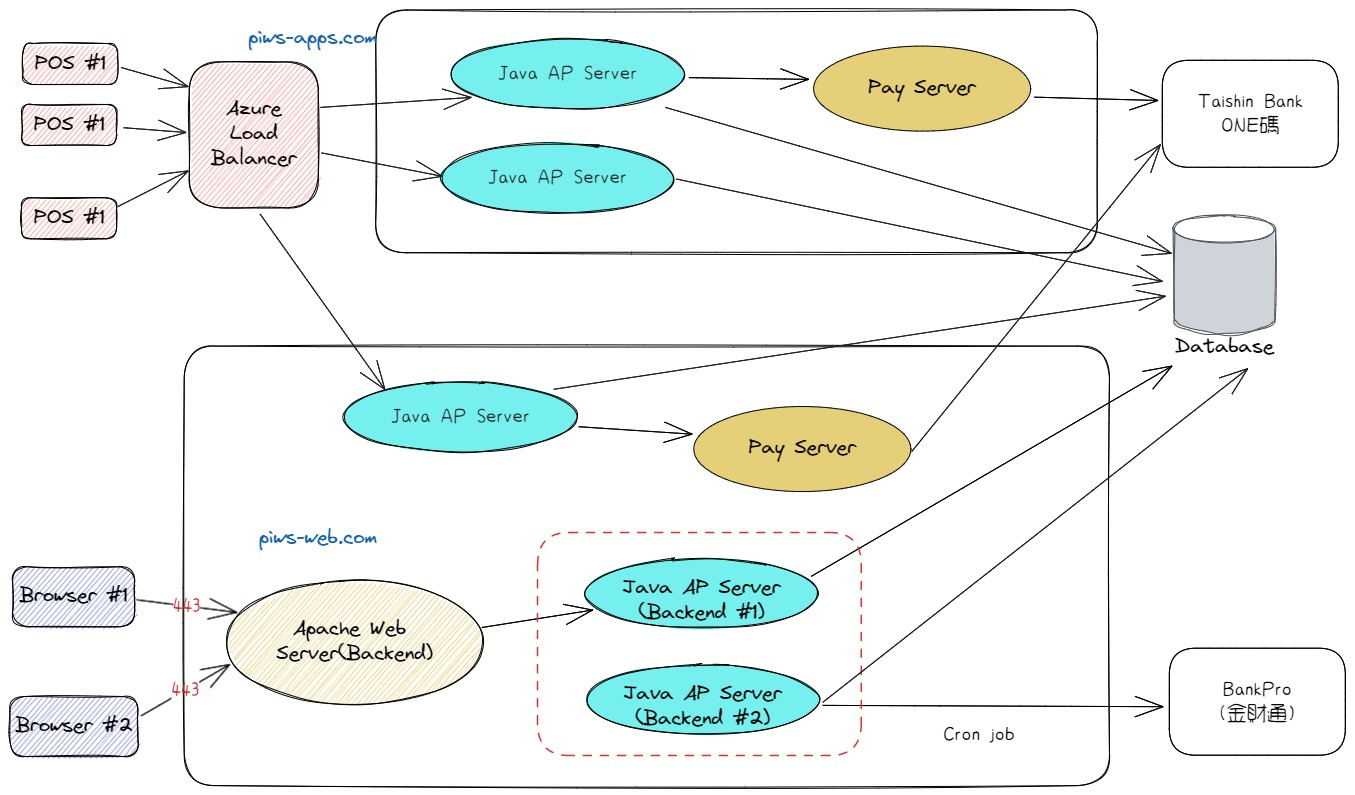 piws-apps.com
POS #1
POS #1
POS #1
Azure
Load
Balancer
Java AP Server
Java AP Server
Pay Server
Taishin Bank
ONE碼
Database
Java AP Server
Pay Server
piws-web.com
Browser #1
443
Browser #2
443
Apache Web
Server(Backend)
Java AP Server
(Backend #1)
Java AP Server
(Backend #2)
Cron job
BankPro
(金財通)